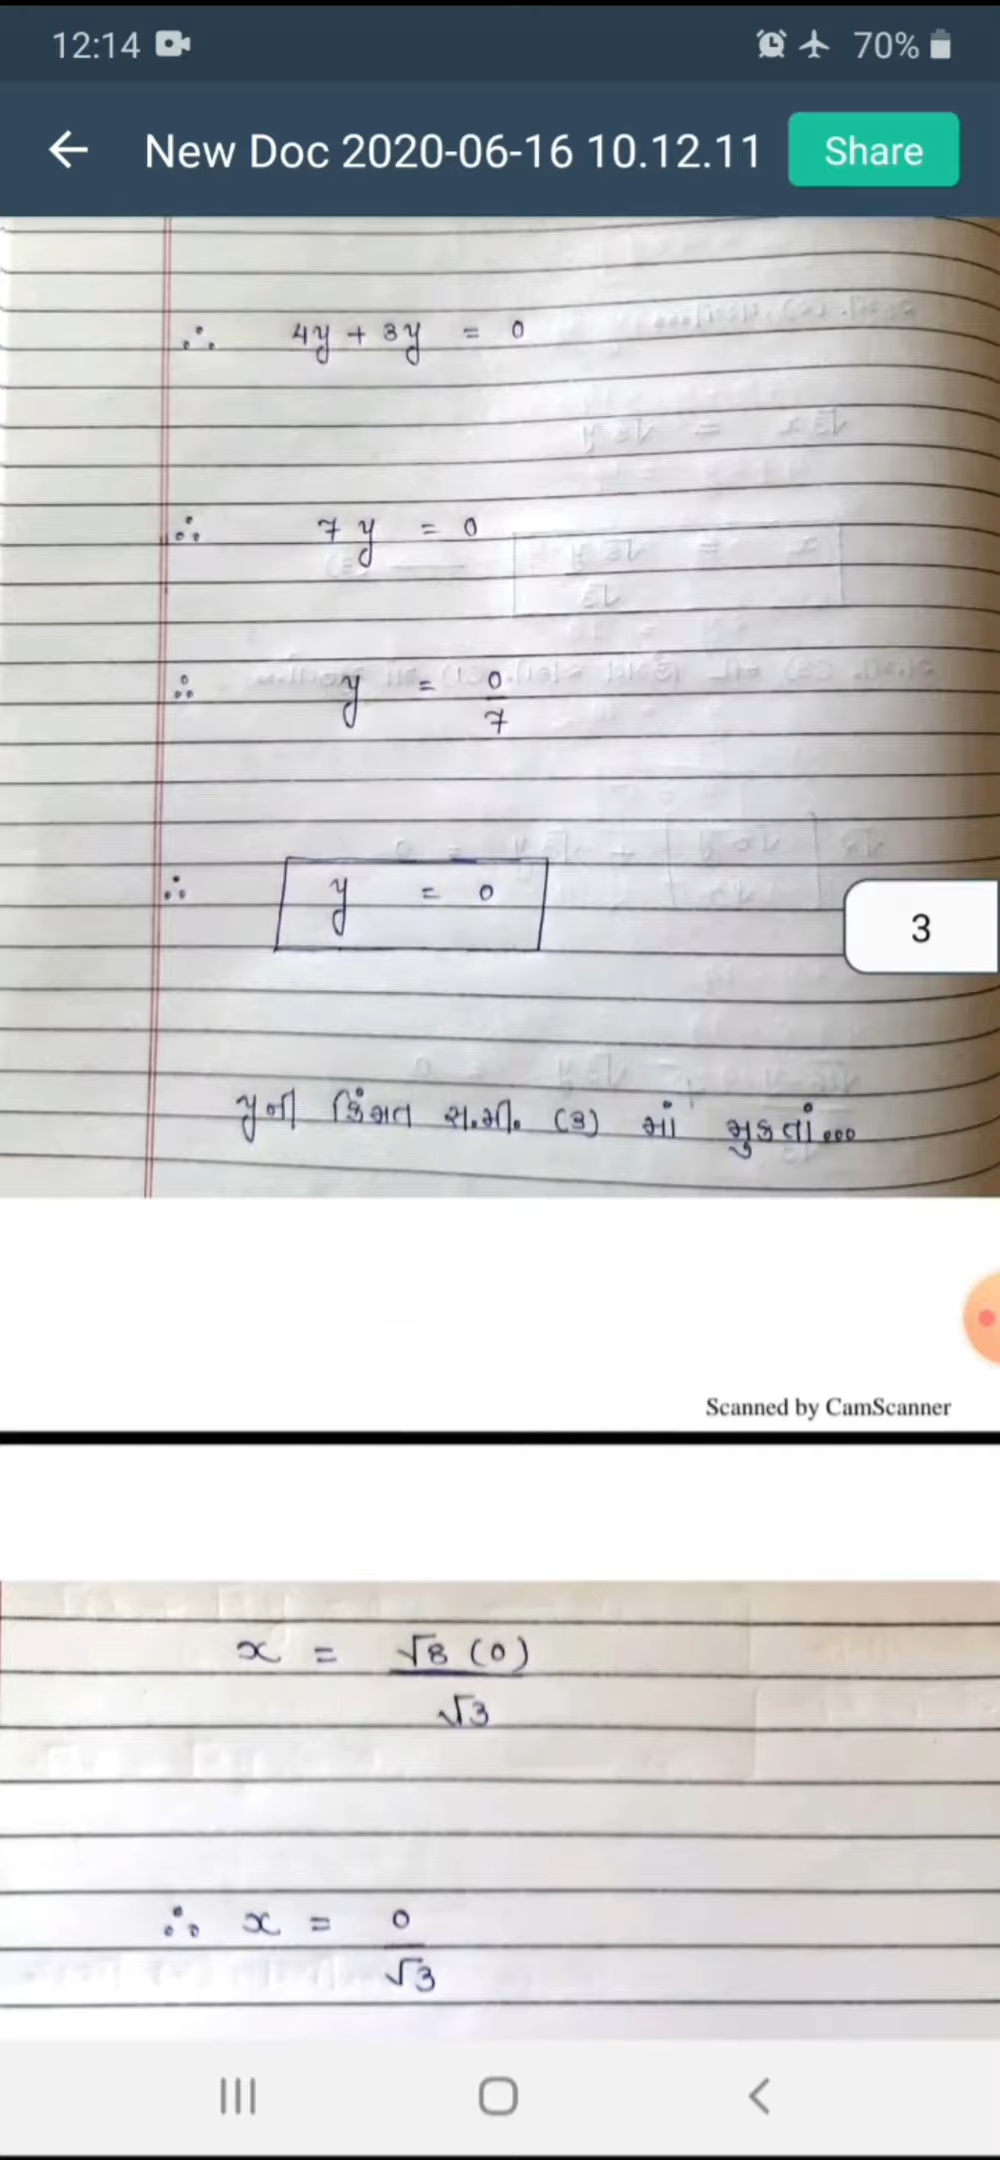 12:14 70%
New Doc 2020-06-16 10.12.11 Share
∴ 4y + 3y = 0
∴ 7y = 0
∴ y = 0/7
∴ y = 0
3
yની કિંમત સ.મી. (૩) માં મુકતાં...
Scanned by CamScanner
x = √8 (0) / √3
∴ x = 0/√3